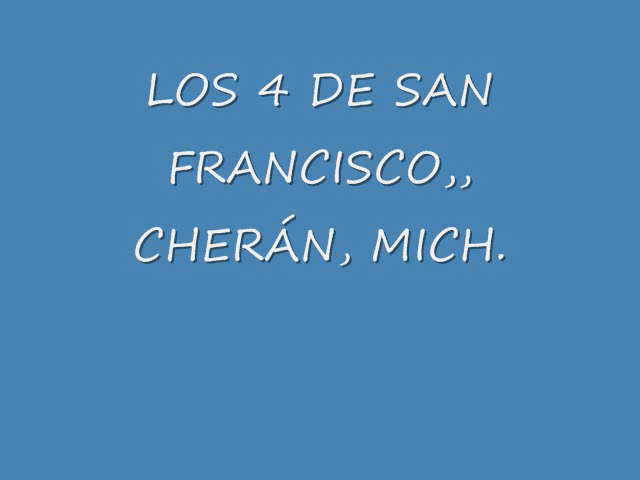 LOS 4 DE SAN
FRANCISCO,,
CHERÁN, MICH.